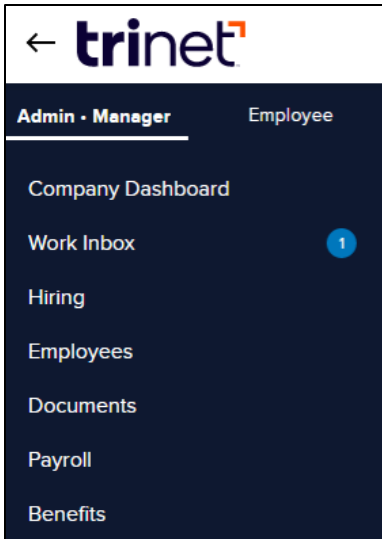 ← trinet
Admin • Manager Employee
Company Dashboard
Work Inbox 1
Hiring
Employees
Documents
Payroll
Benefits